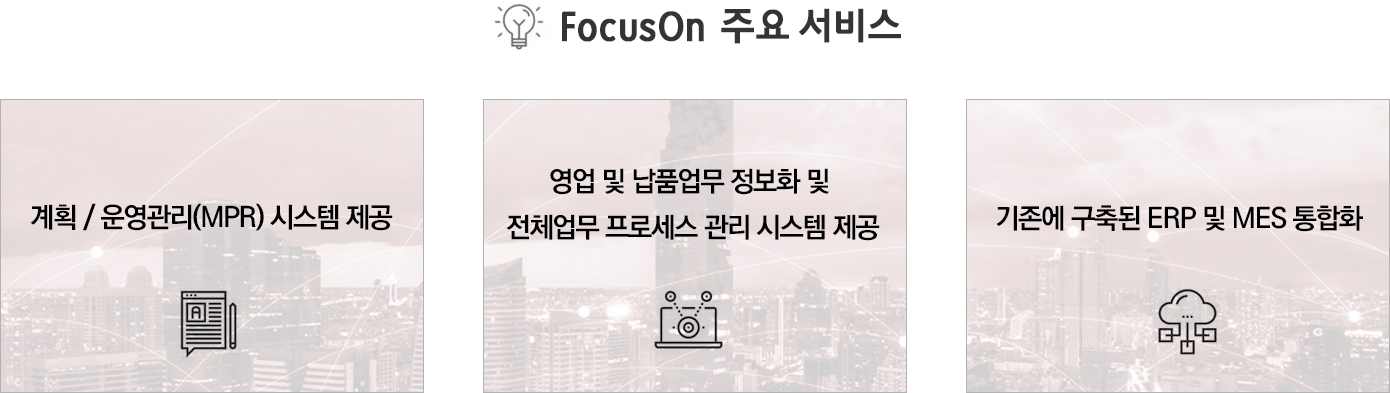 FocusOn 주요 서비스
계획 / 운영관리(MPR) 시스템 제공
영업 및 납품업무 정보화 및
전체업무 프로세스 관리 시스템 제공
기존에 구축된 ERP 및 MES 통합화